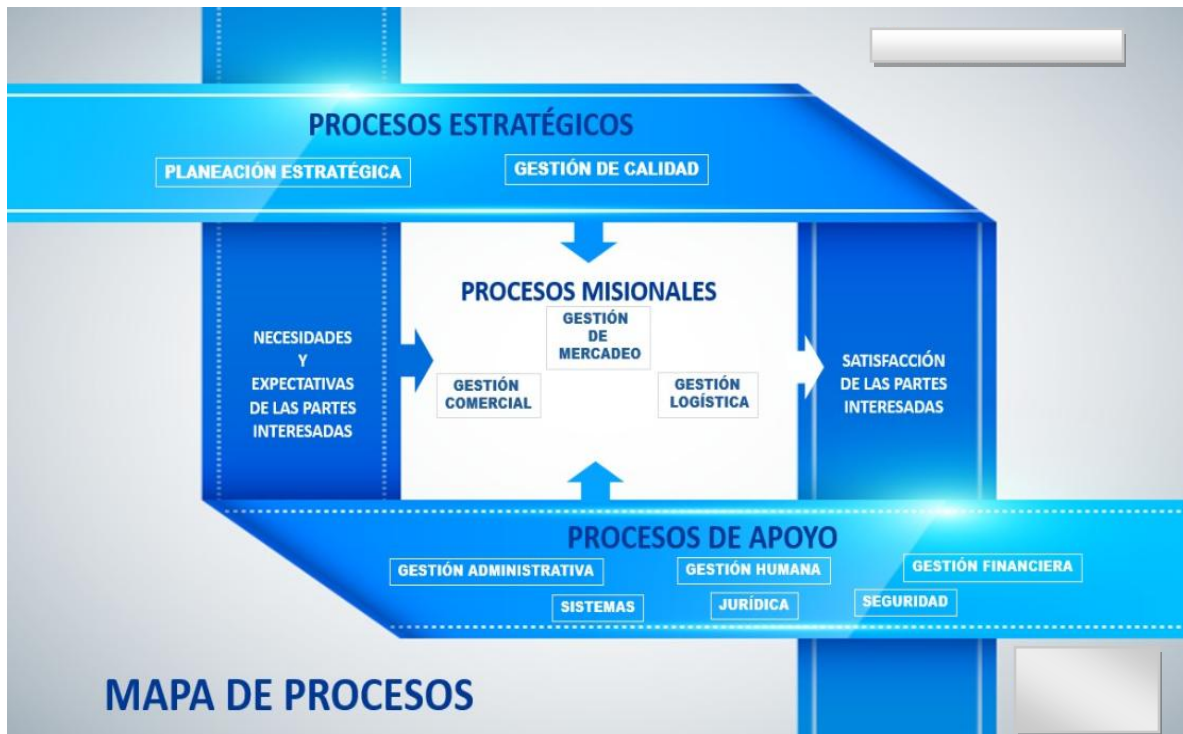 PROCESOS ESTRATÉGICOS
PLANEACIÓN ESTRATÉGICA
GESTIÓN DE CALIDAD
NECESIDADES
Y
EXPECTATIVAS
DE LAS PARTES
INTERESADAS
PROCESOS MISIONALES
GESTIÓN
DE
MERCADEO
GESTIÓN
COMERCIAL
GESTIÓN
LOGÍSTICA
SATISFACCIÓN
DE LAS PARTES
INTERESADAS
PROCESOS DE APOYO
GESTIÓN ADMINISTRATIVA
GESTIÓN HUMANA
GESTIÓN FINANCIERA
SISTEMAS
JURÍDICA
SEGURIDAD
MAPA DE PROCESOS